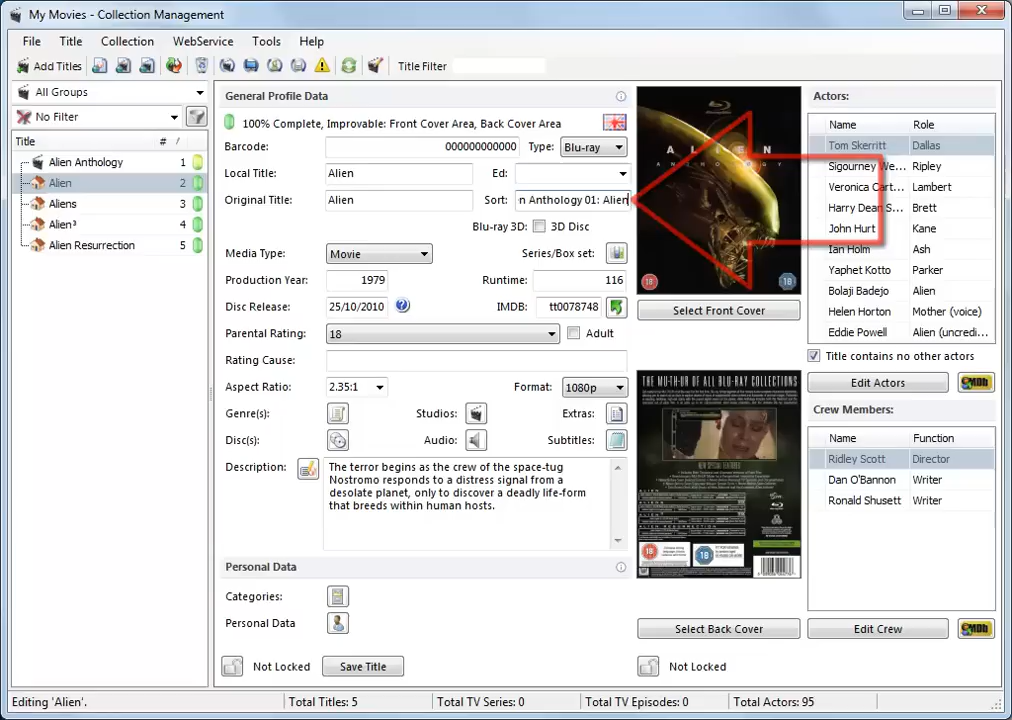 My Movies - Collection Management
File Title Collection WebService Tools Help
Add Titles Title Filter
All Groups
No Filter
Title # /
Alien Anthology 1
Alien 2
Aliens 3
Alien³ 4
Alien Resurrection 5
General Profile Data
100% Complete, Improvable: Front Cover Area, Back Cover Area
Barcode: 000000000000 Type: Blu-ray
Local Title: Alien Ed:
Original Title: Alien Sort: n Anthology 01: Alien
Blu-ray 3D: 3D Disc
Media Type: Movie Series/Box set:
Production Year: 1979 Runtime: 116
Disc Release: 25/10/2010 IMDB: tt0078748
Parental Rating: 18 Adult
Rating Cause:
Aspect Ratio: 2.35:1 Format: 1080p
Genre(s): Studios: Extras:
Disc(s): Audio: Subtitles:
Description: The terror begins as the crew of the space-tug
Nostromo responds to a distress signal from a
desolate planet, only to discover a deadly life-form
that breeds within human hosts.
Personal Data
Categories:
Personal Data
Not Locked Save Title
ALIEN
ANTHOLOGY
18 18
Select Front Cover
THE MU-TH-UR OF ALL BLU-RAY COLLECTIONS
18 18
Select Back Cover
Not Locked
Actors:
Name Role
Tom Skerritt Dallas
Sigourney We... Ripley
Veronica Cart... Lambert
Harry Dean S... Brett
John Hurt Kane
Ian Holm Ash
Yaphet Kotto Parker
Bolaji Badejo Alien
Helen Horton Mother (voice)
Eddie Powell Alien (uncredi...
Title contains no other actors
Edit Actors
Crew Members:
Name Function
Ridley Scott Director
Dan O'Bannon Writer
Ronald Shusett Writer
Edit Crew
Editing 'Alien'. Total Titles: 5 Total TV Series: 0 Total TV Episodes: 0 Total Actors: 95